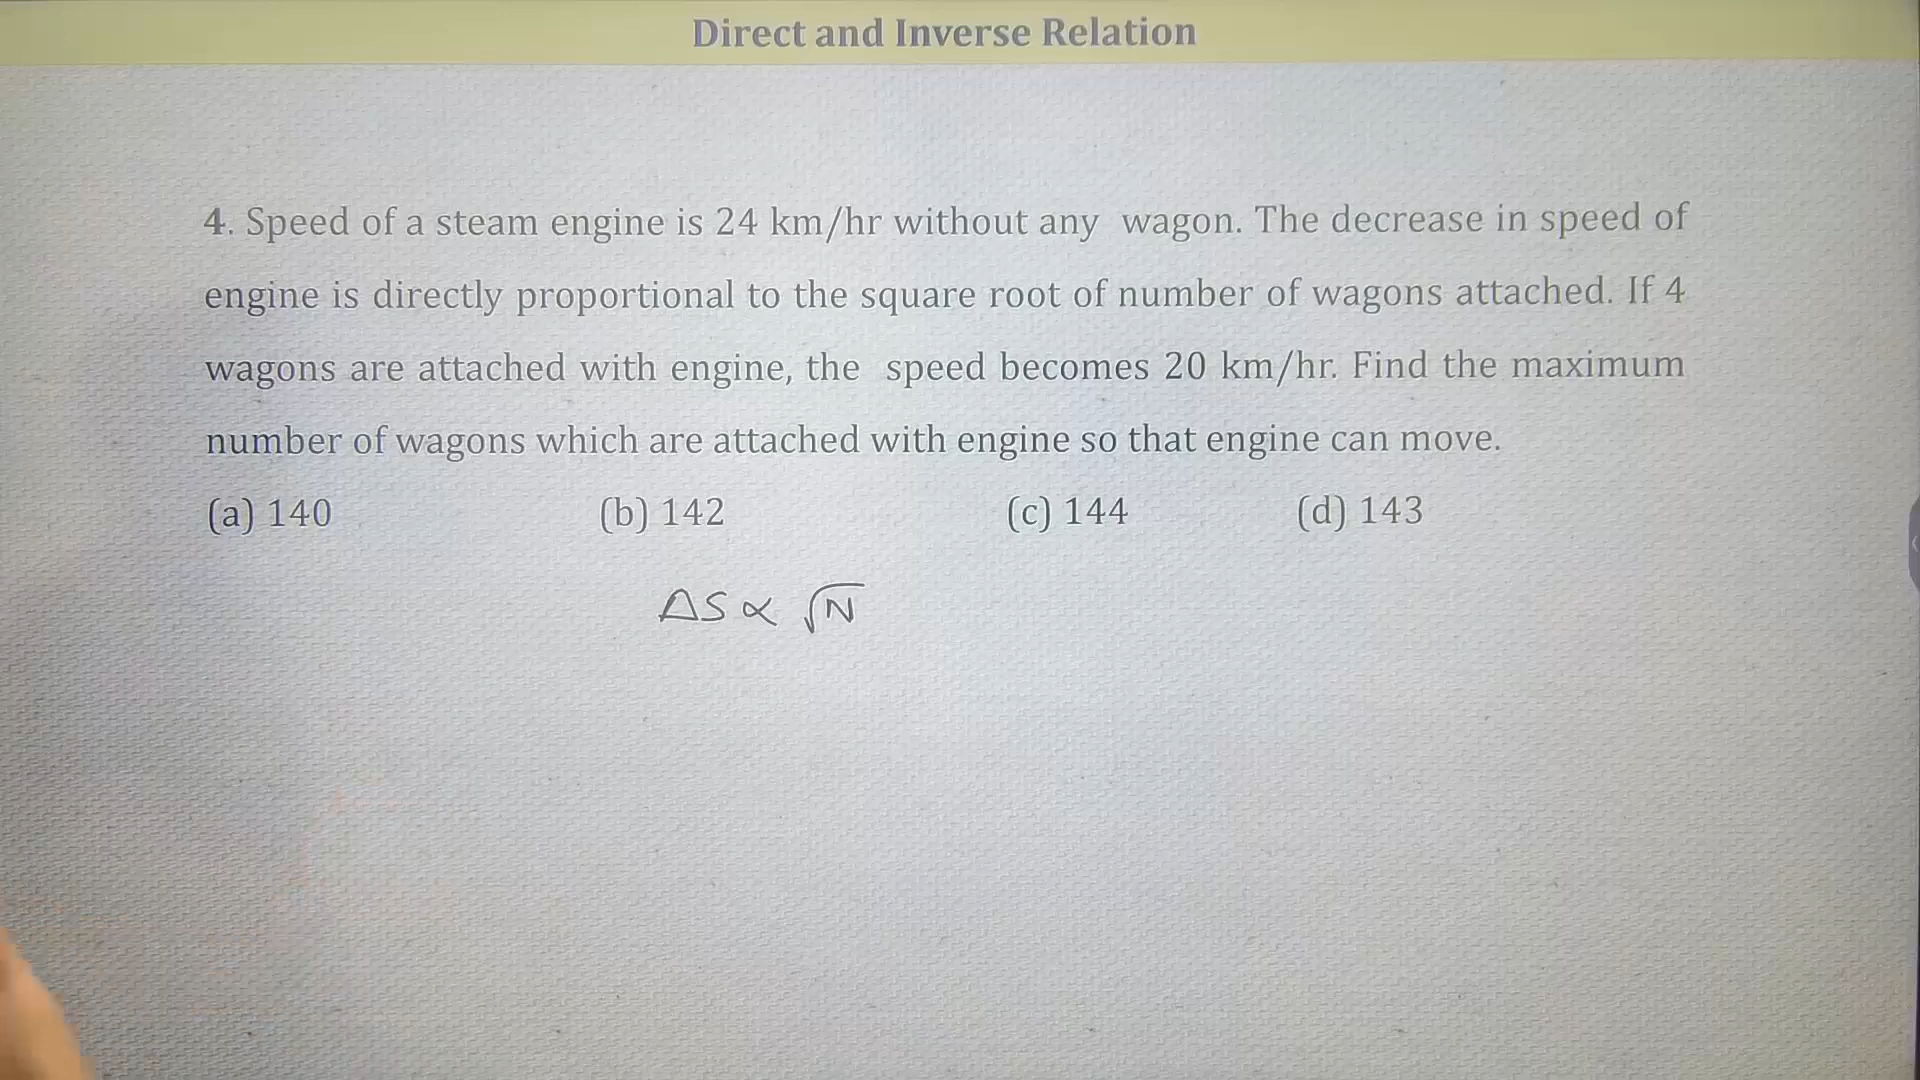 Direct and Inverse Relation
4. Speed of a steam engine is 24 km/hr without any wagon. The decrease in speed of
engine is directly proportional to the square root of number of wagons attached. If 4
wagons are attached with engine, the speed becomes 20 km/hr. Find the maximum
number of wagons which are attached with engine so that engine can move.
(a) 140 (b) 142 (c) 144 (d) 143
ΔS ∝ √N